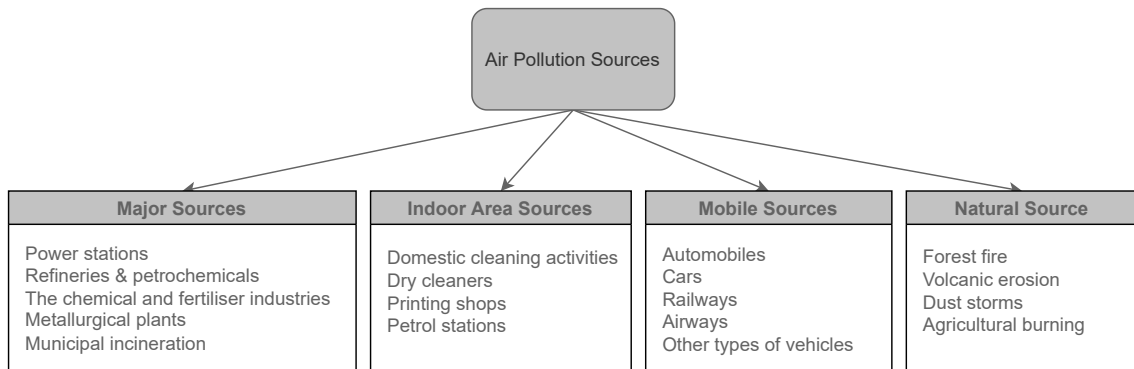 Air Pollution Sources
Major Sources
Power stations
Refineries & petrochemicals
The chemical and fertiliser industries
Metallurgical plants
Municipal incineration
Indoor Area Sources
Domestic cleaning activities
Dry cleaners
Printing shops
Petrol stations
Mobile Sources
Automobiles
Cars
Railways
Airways
Other types of vehicles
Natural Source
Forest fire
Volcanic erosion
Dust storms
Agricultural burning